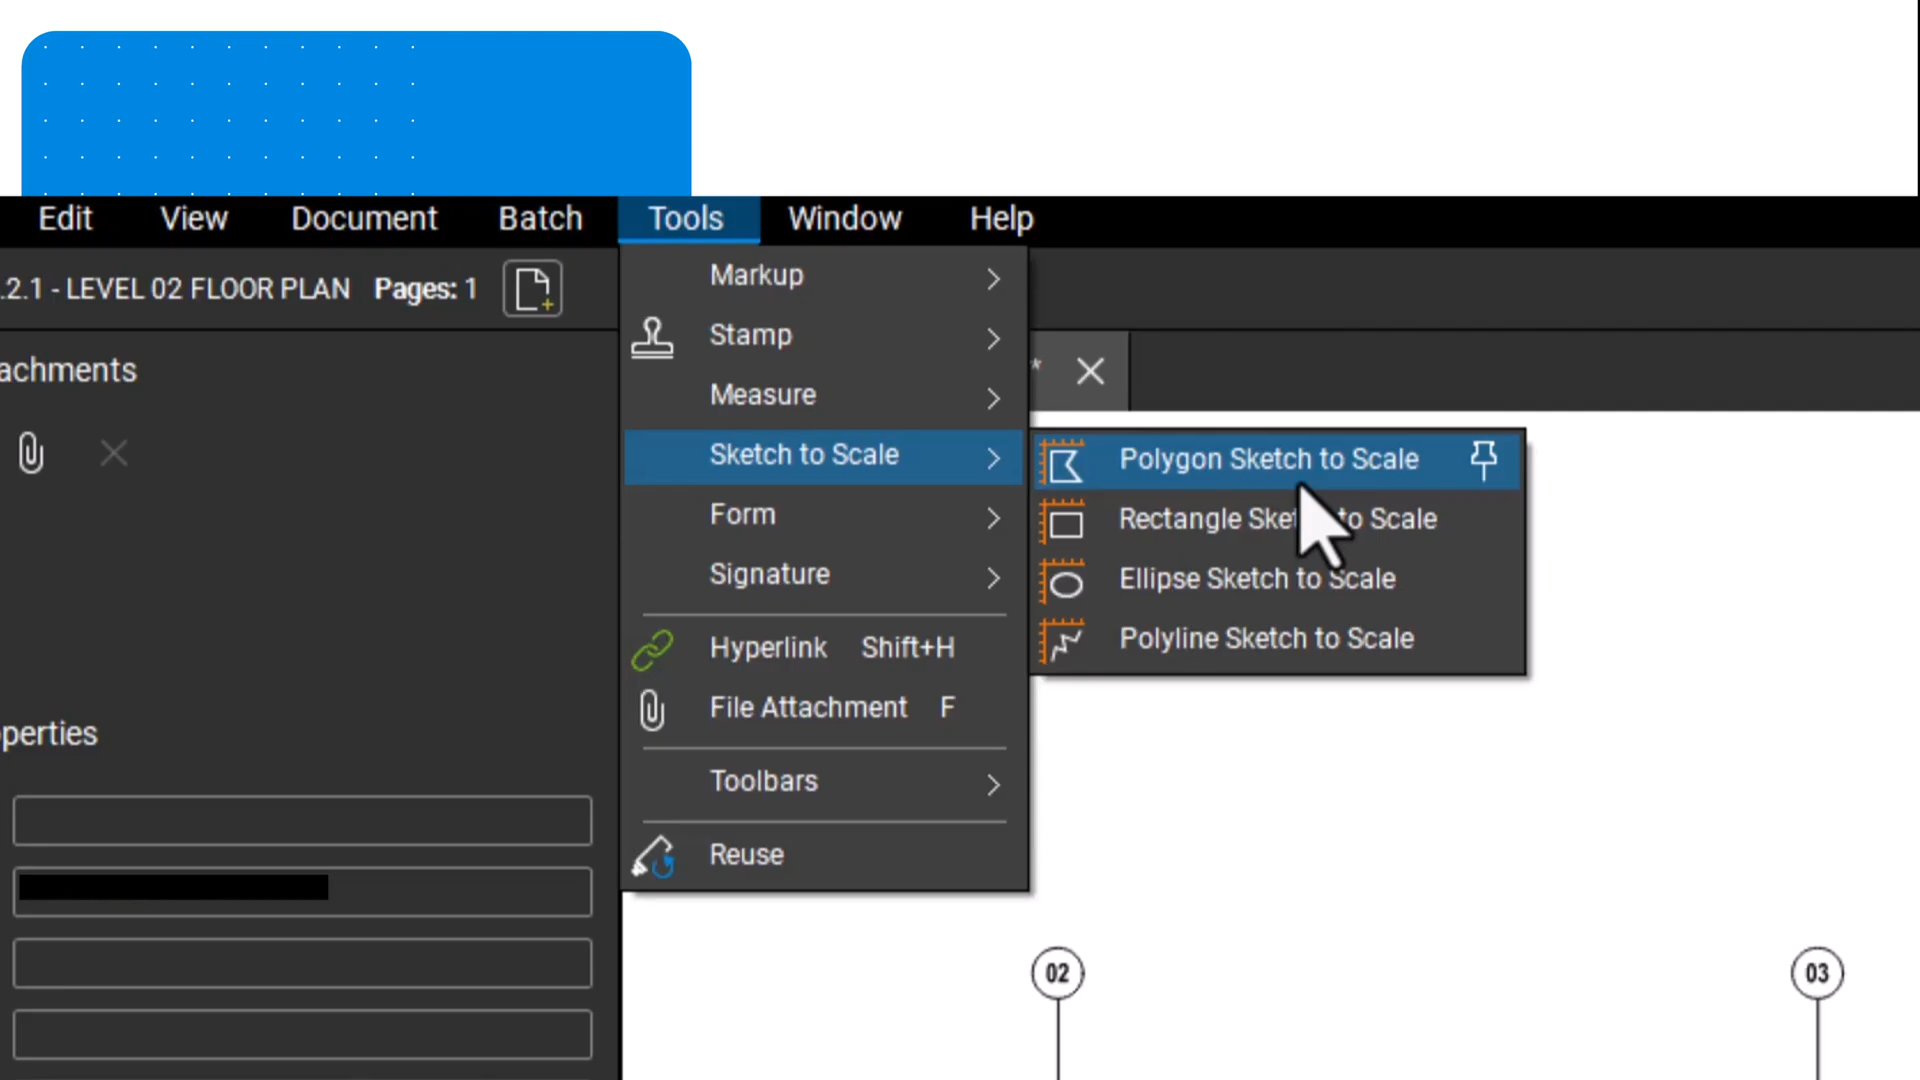 Edit View Document Batch Tools Window Help
.2.1 - LEVEL 02 FLOOR PLAN Pages: 1
achments
perties
Markup
Stamp
Measure
Sketch to Scale
Form
Signature
Hyperlink Shift+H
File Attachment F
Toolbars
Reuse
*
Polygon Sketch to Scale
Rectangle Ske to Scale
Ellipse Sketch to Scale
Polyline Sketch to Scale
02
03